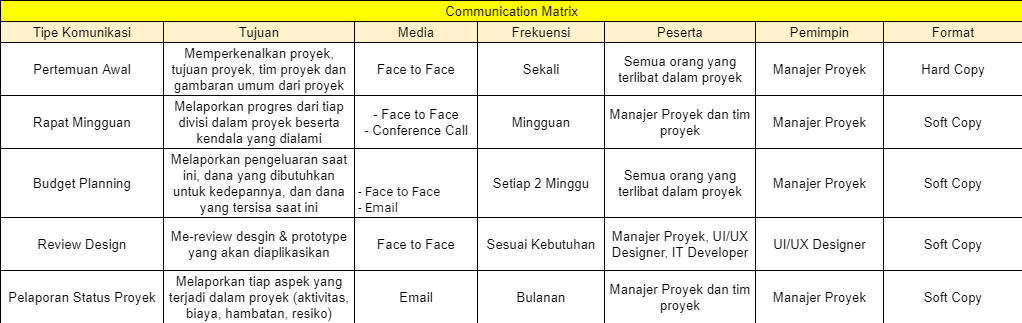 Communication Matrix
Tipe Komunikasi	Tujuan	Media	Frekuensi	Peserta	Pemimpin	Format
Pertemuan Awal
Memperkenalkan proyek,
tujuan proyek, tim proyek dan
gambaran umum dari proyek
Face to Face
Sekali
Semua orang yang
terlibat dalam proyek
Manajer Proyek
Hard Copy
Rapat Mingguan
Melaporkan progres dari tiap
divisi dalam proyek beserta
kendala yang dialami
- Face to Face
- Conference Call
Mingguan
Manajer Proyek dan tim
proyek
Manajer Proyek
Soft Copy
Budget Planning
Melaporkan pengeluaran saat
ini, dana yang dibutuhkan
untuk kedepannya, dan dana
yang tersisa saat ini
- Face to Face
- Email
Setiap 2 Minggu
Semua orang yang
terlibat dalam proyek
Manajer Proyek
Soft Copy
Review Design
Me-review desgin & prototype
yang akan diaplikasikan
Face to Face
Sesuai Kebutuhan
Manajer Proyek, UI/UX
Designer, IT Developer
UI/UX Designer
Soft Copy
Pelaporan Status Proyek
Melaporkan tiap aspek yang
terjadi dalam proyek (aktivitas,
biaya, hambatan, resiko)
Email
Bulanan
Manajer Proyek dan tim
proyek
Manajer Proyek
Soft Copy